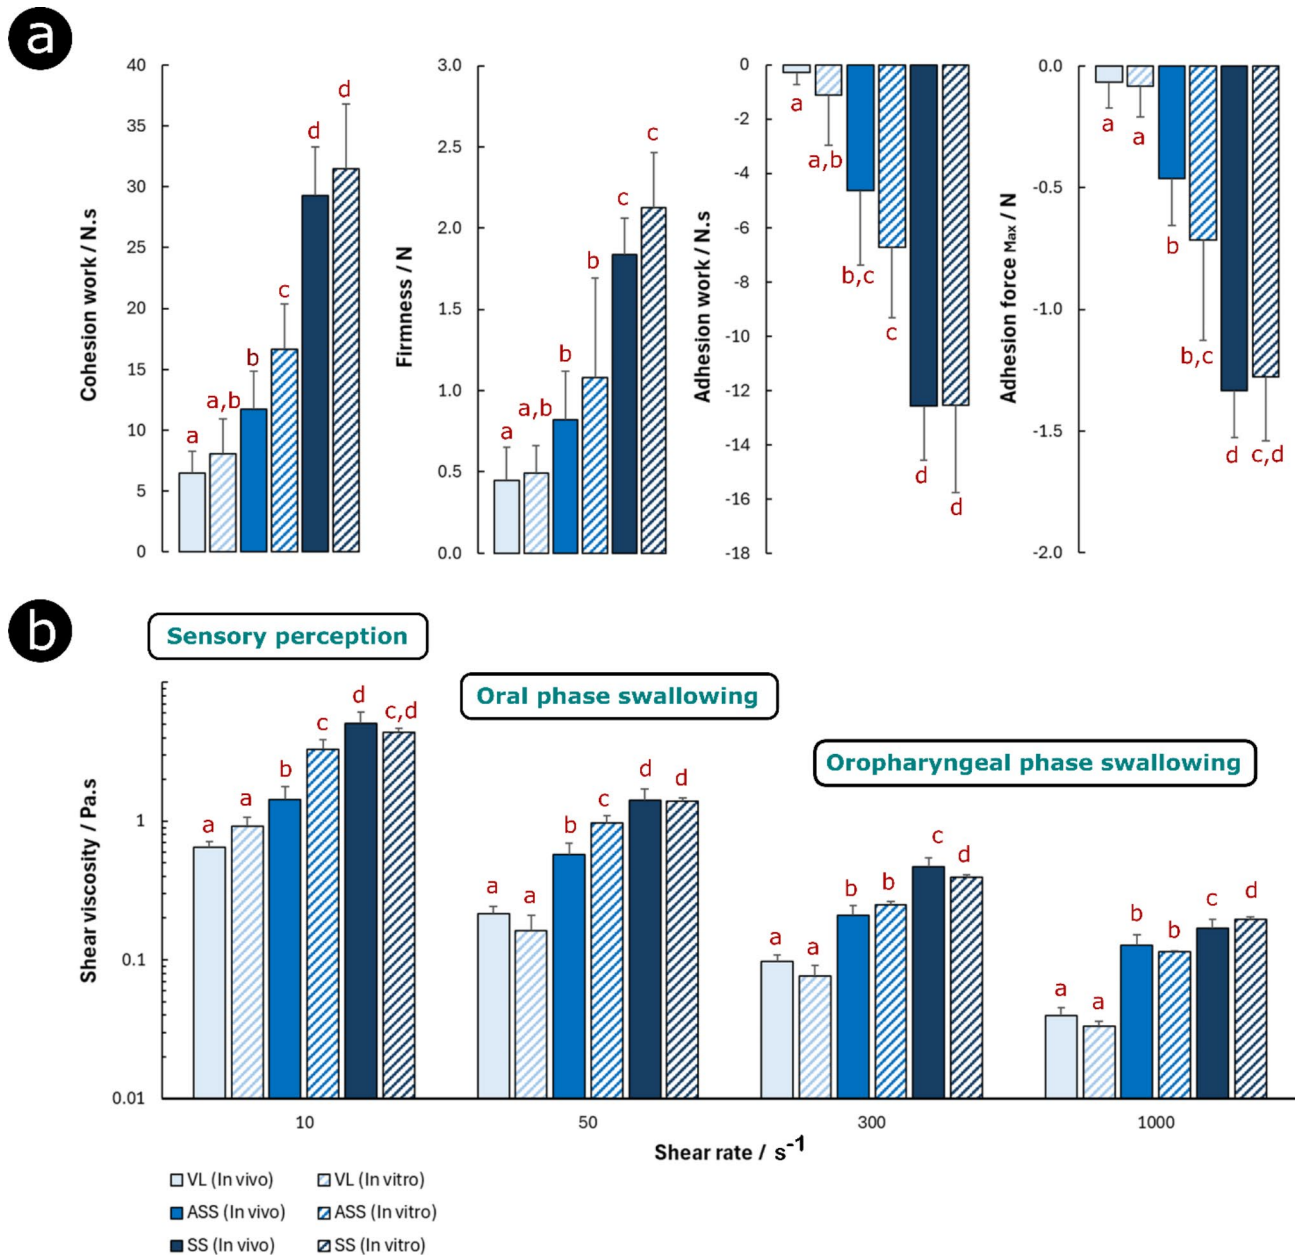 a
40
35
30
25
20
15
10
5
0
Cohesion work / N.s
a
a,b
b
c
d
d
3.0
2.5
2.0
1.5
1.0
0.5
0.0
Firmness / N
a
a,b
b
b
c
c
0
-2
-4
-6
-8
-10
-12
-14
-16
-18
Adhesion work / N.s
a
a,b
b,c
c
d
d
0.0
-0.5
-1.0
-1.5
-2.0
Adhesion force Max / N
a
a
b
b,c
d
c,d
b
Sensory perception
Oral phase swallowing
Oropharyngeal phase swallowing
Shear viscosity / Pa.s
1
0.1
0.01
a
a
b
c
d
c,d
a
a
b
c
d
d
a
a
b
b
c
d
a
a
b
b
c
d
10
50
300
1000
Shear rate / s⁻¹
VL (In vivo)
VL (In vitro)
ASS (In vivo)
ASS (In vitro)
SS (In vivo)
SS (In vitro)